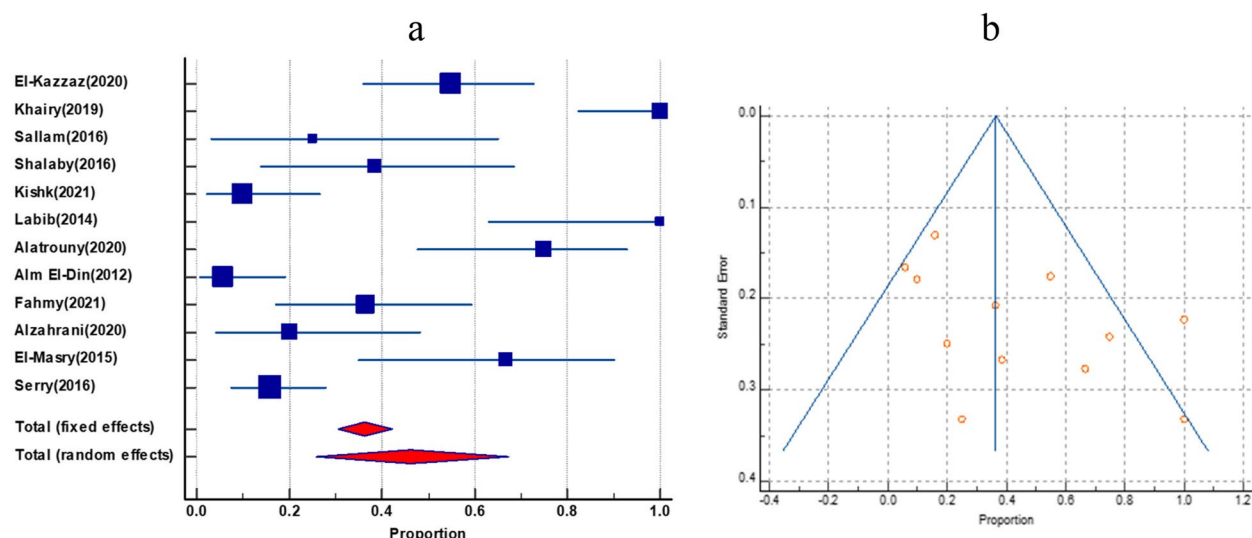 a
El-Kazzaz(2020)
Khairy(2019)
Sallam(2016)
Shalaby(2016)
Kishk(2021)
Labib(2014)
Alatrouny(2020)
Alm El-Din(2012)
Fahmy(2021)
Alzahrani(2020)
El-Masry(2015)
Serry(2016)
Total (fixed effects)
Total (random effects)
0.0 0.2 0.4 0.6 0.8 1.0
Proportion
b
Standard Error
0.0
0.1
0.2
0.3
0.4
-0.4 -0.2 0.0 0.2 0.4 0.6 0.8 1.0 1.2
Proportion